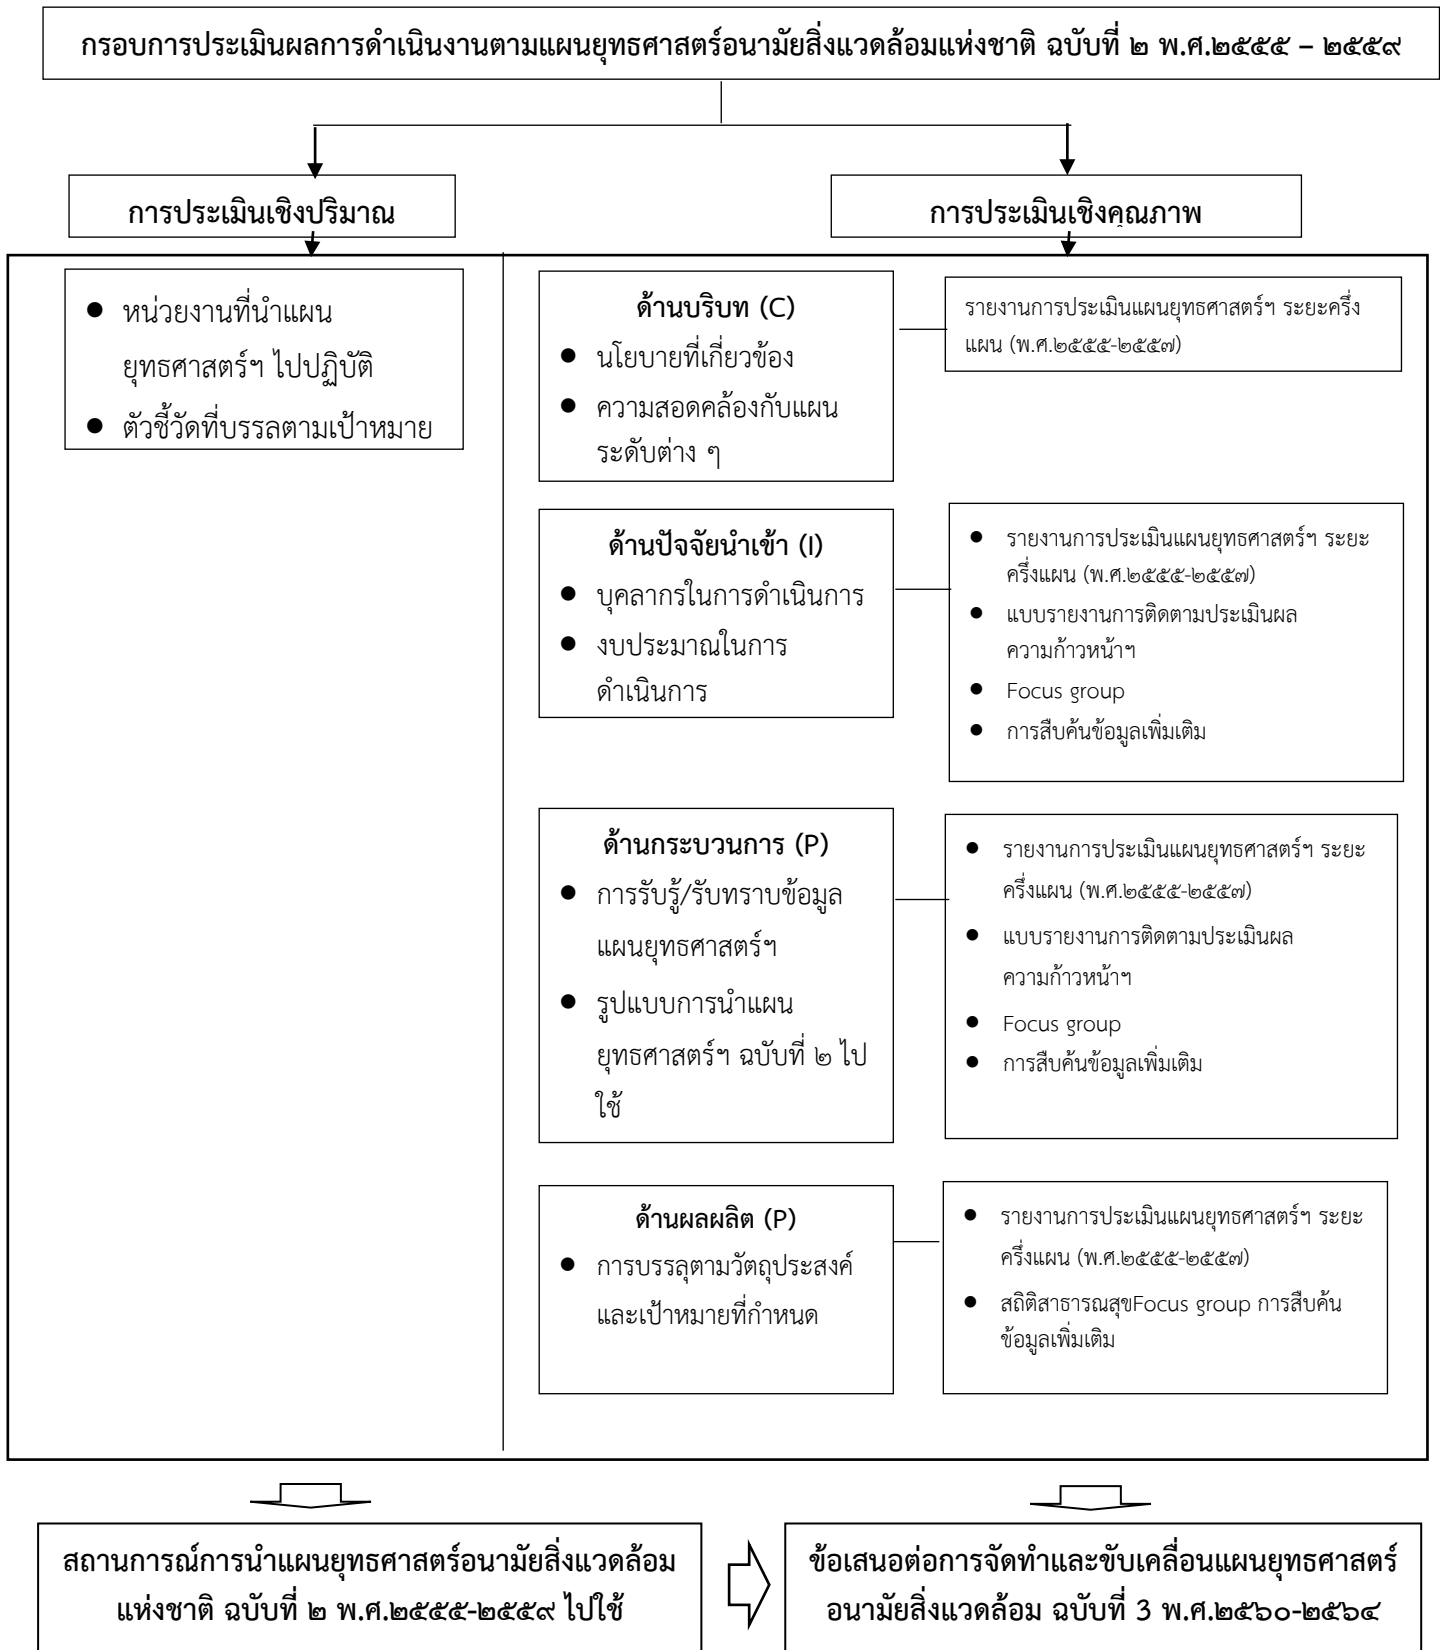 กรอบการประเมินผลการดำเนินงานตามแผนยุทธศาสตร์อนามัยสิ่งแวดล้อมแห่งชาติ ฉบับที่ ๒ พ.ศ.๒๕๕๕ – ๒๕๕๙
การประเมินเชิงปริมาณ
การประเมินเชิงคุณภาพ
● หน่วยงานที่นำแผน
ยุทธศาสตร์ฯ ไปปฏิบัติ
● ตัวชี้วัดที่บรรลตามเป้าหมาย
ด้านบริบท (C)
● นโยบายที่เกี่ยวข้อง
● ความสอดคล้องกับแผน
ระดับต่าง ๆ
รายงานการประเมินแผนยุทธศาสตร์ฯ ระยะครึ่ง
แผน (พ.ศ.๒๕๕๕-๒๕๕๗)
ด้านปัจจัยนำเข้า (I)
● บุคลากรในการดำเนินการ
● งบประมาณในการ
ดำเนินการ
● รายงานการประเมินแผนยุทธศาสตร์ฯ ระยะ
ครึ่งแผน (พ.ศ.๒๕๕๕-๒๕๕๗)
● แบบรายงานการติดตามประเมินผล
ความก้าวหน้าฯ
● Focus group
● การสืบค้นข้อมูลเพิ่มเติม
ด้านกระบวนการ (P)
● การรับรู้/รับทราบข้อมูล
แผนยุทธศาสตร์ฯ
● รูปแบบการนำแผน
ยุทธศาสตร์ฯ ฉบับที่ ๒ ไป
ใช้
● รายงานการประเมินแผนยุทธศาสตร์ฯ ระยะ
ครึ่งแผน (พ.ศ.๒๕๕๕-๒๕๕๗)
● แบบรายงานการติดตามประเมินผล
ความก้าวหน้าฯ
● Focus group
● การสืบค้นข้อมูลเพิ่มเติม
ด้านผลผลิต (P)
● การบรรลุตามวัตถุประสงค์
และเป้าหมายที่กำหนด
● รายงานการประเมินแผนยุทธศาสตร์ฯ ระยะ
ครึ่งแผน (พ.ศ.๒๕๕๕-๒๕๕๗)
● สถิติสาธารณสุขFocus group การสืบค้น
ข้อมูลเพิ่มเติม
สถานการณ์การนำแผนยุทธศาสตร์อนามัยสิ่งแวดล้อม
แห่งชาติ ฉบับที่ ๒ พ.ศ.๒๕๕๕-๒๕๕๙ ไปใช้
ข้อเสนอต่อการจัดทำและขับเคลื่อนแผนยุทธศาสตร์
อนามัยสิ่งแวดล้อม ฉบับที่ 3 พ.ศ.๒๕๖๐-๒๕๖๔